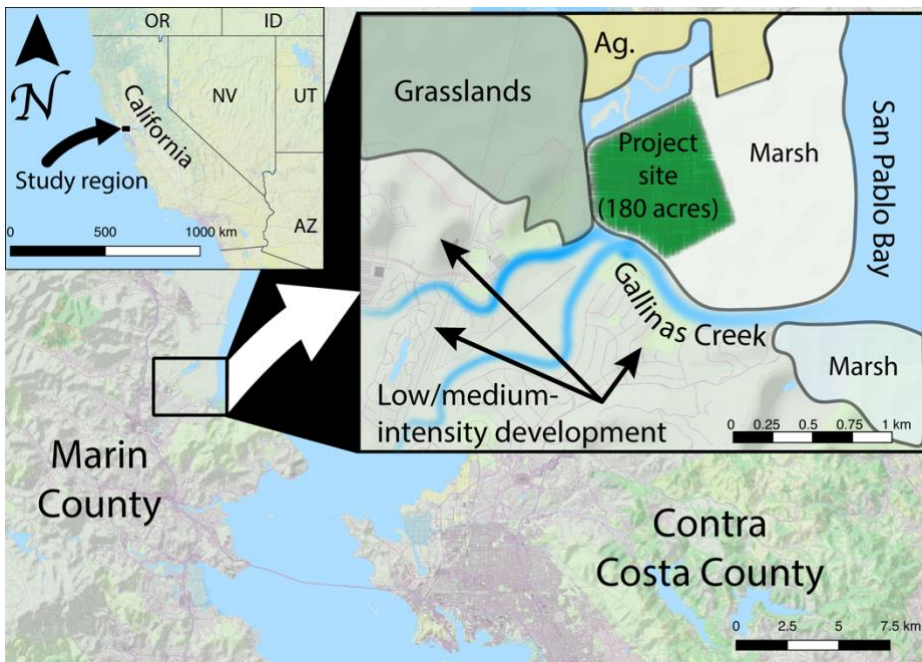 OR
ID
NV
UT
AZ
N
California
Study region
0 500 1000 km
Grasslands
Ag.
Project
site
(180 acres)
Marsh
San Pablo Bay
Gallinas Creek
Marsh
Low/medium-
intensity development
0 0.25 0.5 0.75 1 km
Marin
County
Contra
Costa County
0 2.5 5 7.5 km